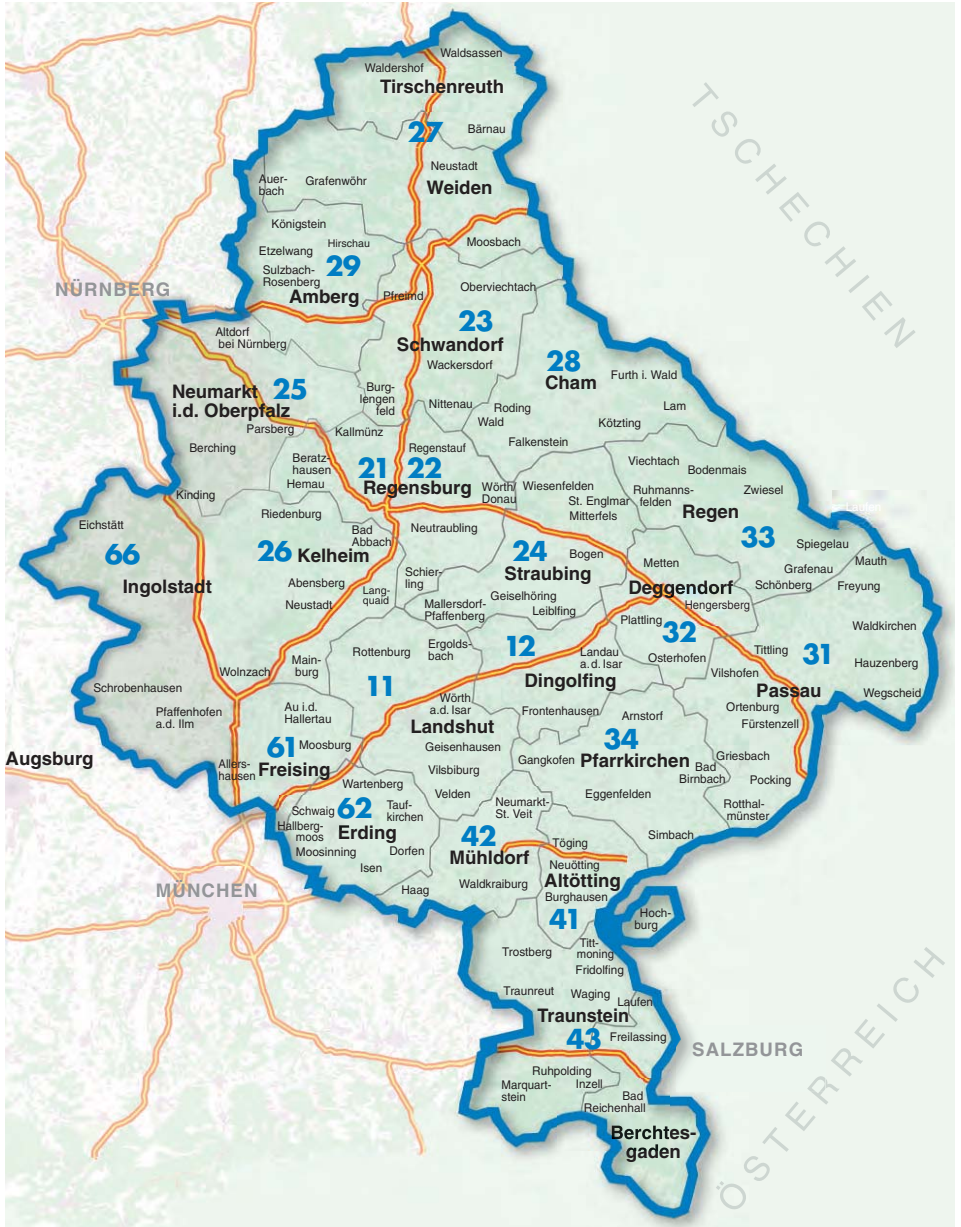 Waldsassen
Waldershof
Tirschenreuth
27
Bärnau
Neustadt
Weiden
Auer-
bach
Grafenwöhr
Königstein
Hirschau
Etzelwang
29
Sulzbach-
Rosenberg
Amberg
Moosbach
Pfreimd
Oberviechtach
NÜRNBERG
TSCHECHIEN
23
Schwandorf
Wackersdorf
Altdorf
bei Nürnberg
28
Cham
Furth i. Wald
Neumarkt
i.d. Oberpfalz
25
Burg-
lengen
feld
Nittenau
Roding
Wald
Lam
Kötzting
Parsberg
Kallmünz
Falkenstein
Berching
Beratz-
hausen
Hemau
Regenstauf
21
22
Regensburg
Wörth/
Donau
Wiesenfelden
Viechtach
Bodenmais
Ruhmanns-
felden
Zwiesel
Regen
St. Englmar
Mitterfels
Kinding
Riedenburg
Laufen
Eichstätt
66
Ingolstadt
26
Kelheim
Bad
Abbach
Neutraubling
24
Straubing
Bogen
33
Spiegelau
Mauth
Metten
Grafenau
Schönberg
Freyung
Deggendorf
Hengersberg
Abensberg
Neustadt
Lang-
quaid
Schier-
ling
Geiselhöring
Mallersdorf-
Pfaffenberg
Leiblfing
Plattling
32
Waldkirchen
Rottenburg
Ergolds-
bach
12
Landau
a.d. Isar
Dingolfing
Osterhofen
Tittling
31
Hauzenberg
Vilshofen
Passau
Wegscheid
Wolnzach
Main-
burg
11
Schrobenhausen
Pfaffenhofen
a.d. Ilm
Au i.d.
Hallertau
Wörth
a.d. Isar
Landshut
Frontenhausen
Arnstorf
Ortenburg
Fürstenzell
Augsburg
61
Moosburg
Freising
Allers-
hausen
Geisenhausen
Gangkofen
34
Pfarrkirchen
Griesbach
Bad
Birnbach
Pocking
Vilsbiburg
Wartenberg
Velden
Eggenfelden
Rotthal-
münster
Schwaig
62
Erding
Tauf-
kirchen
Neumarkt-
St. Veit
Hallberg-
moos
Moosinning
Dorfen
Isen
42
Mühldorf
Töging
Simbach
MÜNCHEN
Haag
Waldkraiburg
Neuötting
Altötting
Burghausen
41
Hoch-
burg
Trostberg
Titt-
moning
Fridolfing
Traunreut
Waging
Laufen
Traunstein
43
Freilassing
SALZBURG
ÖSTERREICH
Ruhpolding
Marquart-
stein
Inzell
Bad
Reichenhall
Berchtes-
gaden